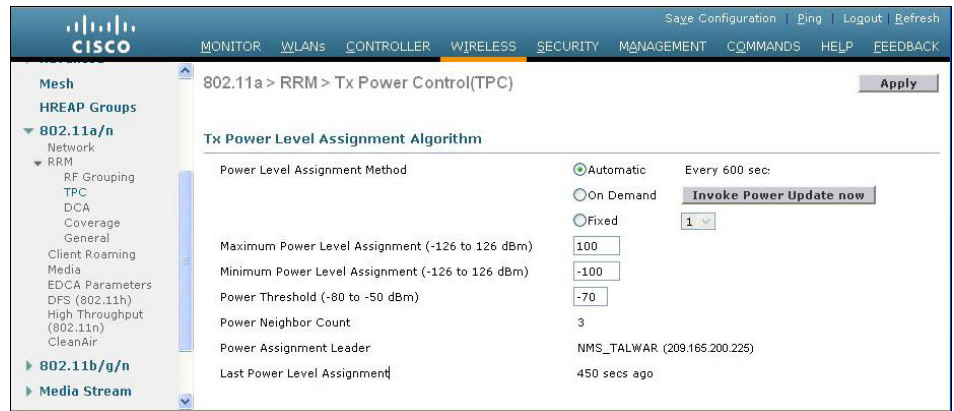 Save Configuration | Ping | Logout | Refresh
CISCO
MONITOR WLANs CONTROLLER WIRELESS SECURITY MANAGEMENT COMMANDS HELP FEEDBACK
Advanced
Mesh
HREAP Groups
802.11a/n
Network
RRM
RF Grouping
TPC
DCA
Coverage
General
Client Roaming
Media
EDCA Parameters
DFS (802.11h)
High Throughput
(802.11n)
CleanAir
802.11b/g/n
Media Stream
802.11a > RRM > Tx Power Control(TPC)
Apply
Tx Power Level Assignment Algorithm
Power Level Assignment Method Automatic Every 600 sec:
On Demand Invoke Power Update now
Fixed 1
Maximum Power Level Assignment (-126 to 126 dBm) 100
Minimum Power Level Assignment (-126 to 126 dBm) -100
Power Threshold (-80 to -50 dBm) -70
Power Neighbor Count 3
Power Assignment Leader NMS_TALWAR (209.165.200.225)
Last Power Level Assignment 450 secs ago